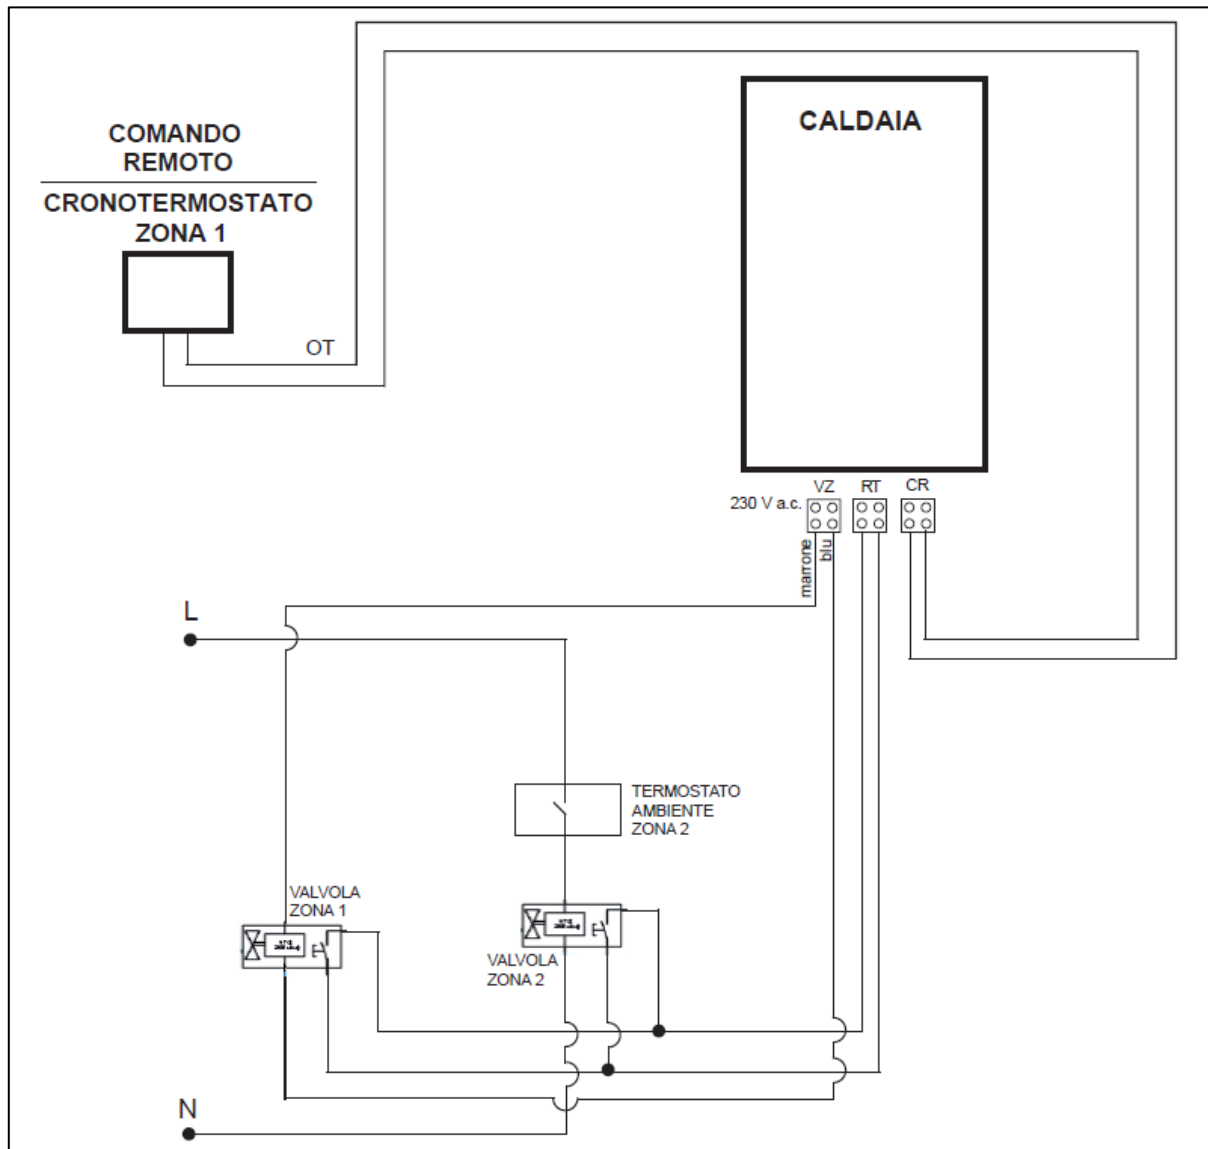 COMANDO
REMOTO
CRONOTERMOSTATO
ZONA 1
OT
CALDAIA
VZ RT CR
230 V a.c.
marrone
blu
L
TERMOSTATO
AMBIENTE
ZONA 2
VALVOLA
ZONA 1
VALVOLA
ZONA 2
N